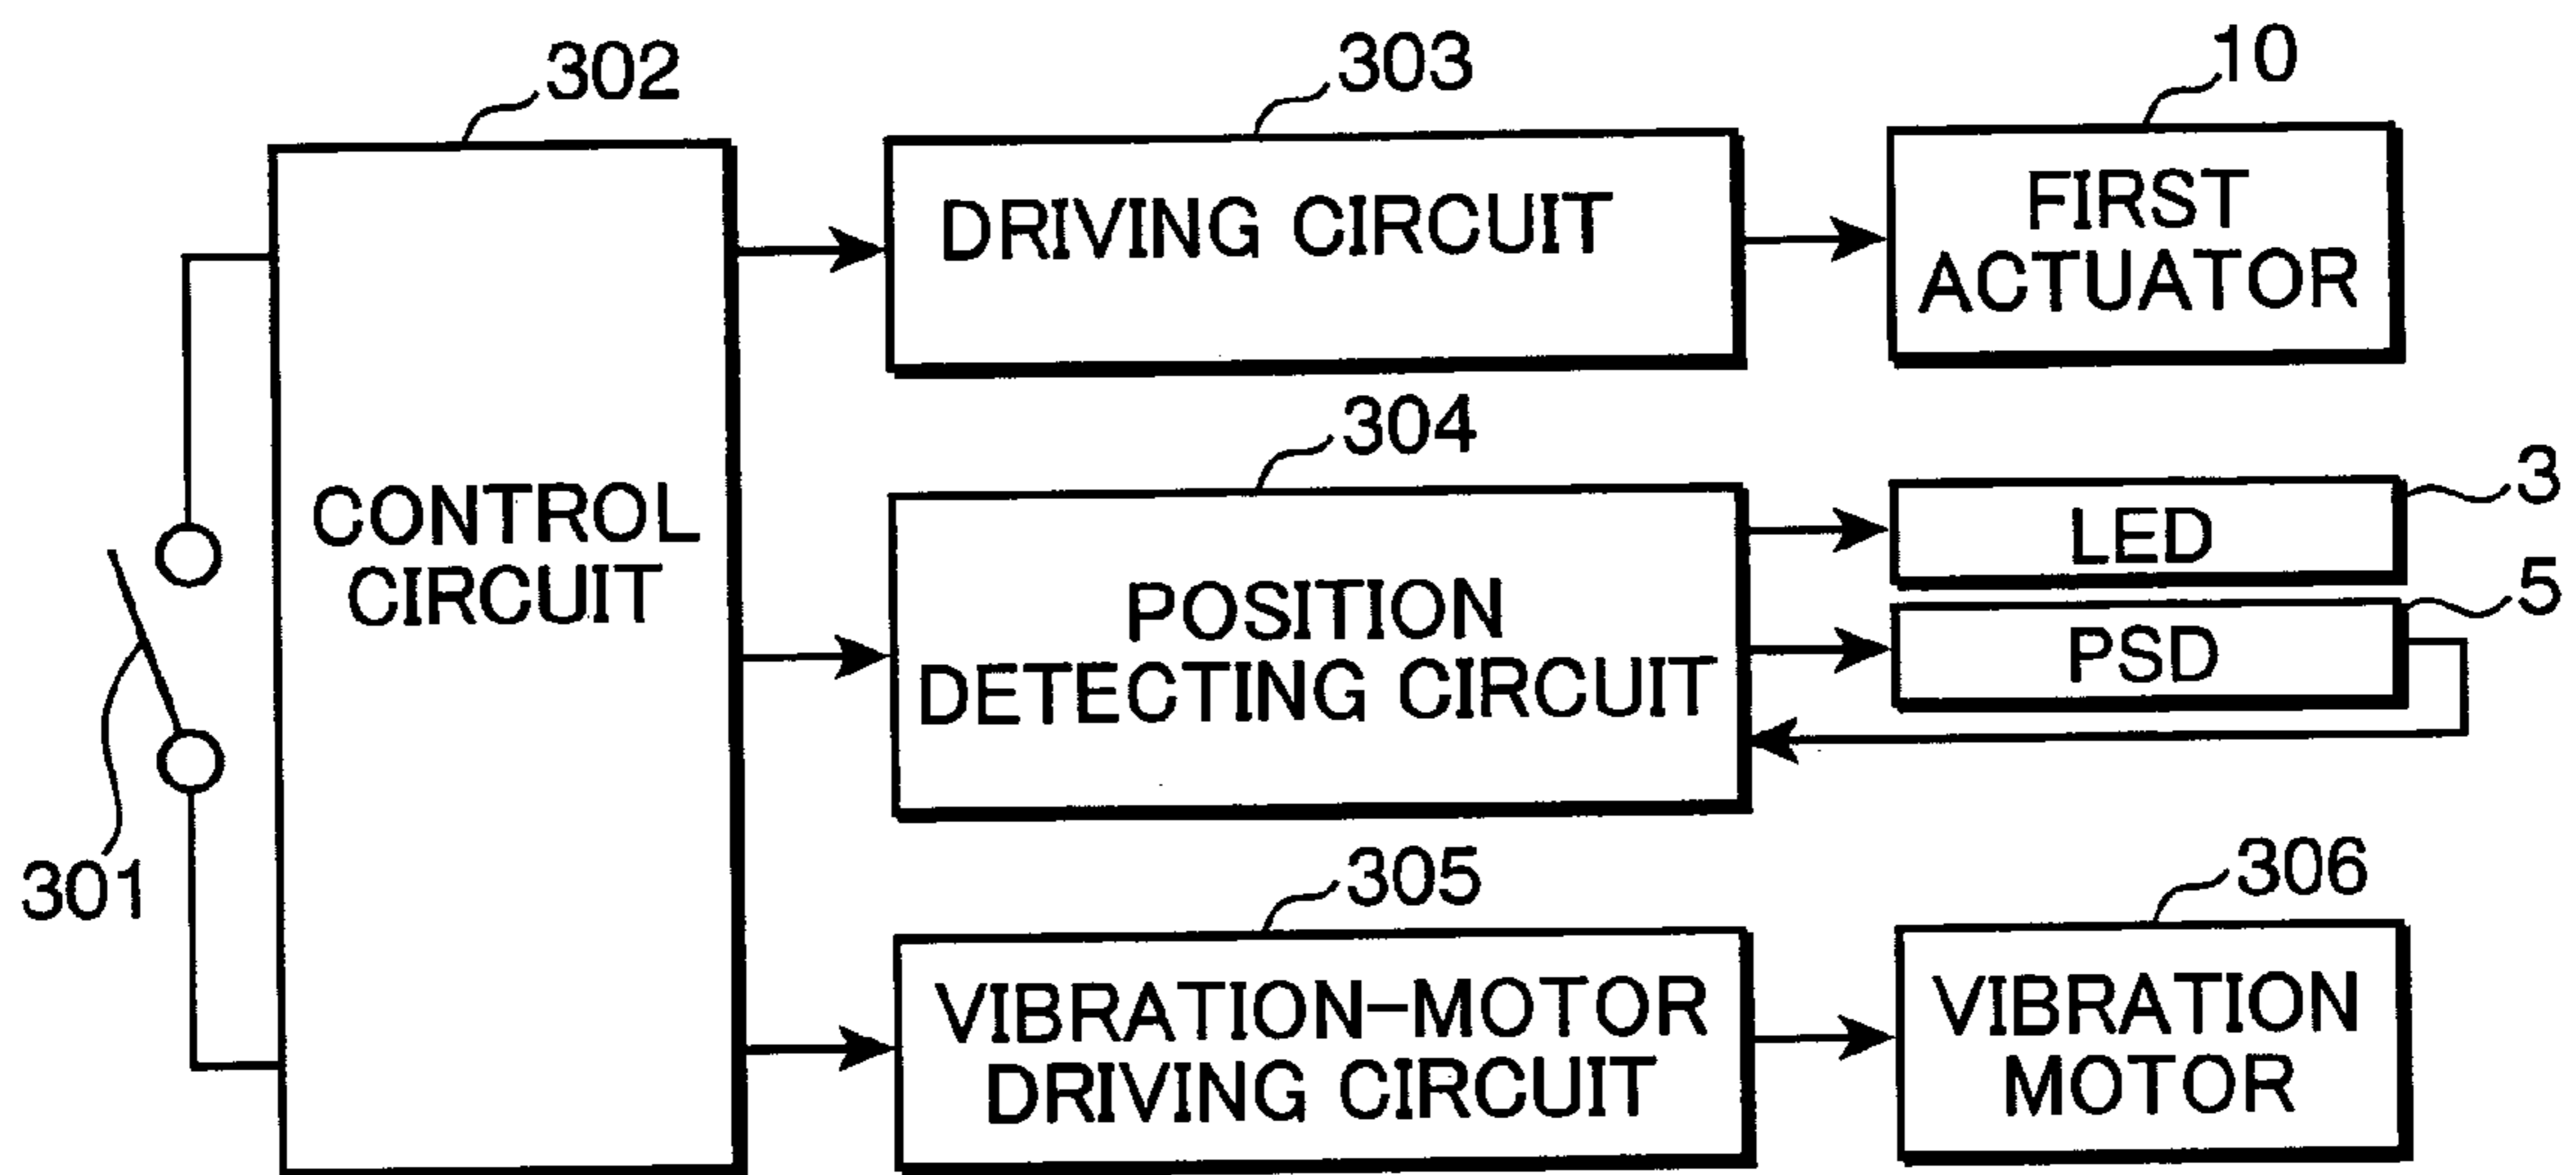 302
303
10
CONTROL
CIRCUIT
DRIVING CIRCUIT
FIRST
ACTUATOR
304
3
5
POSITION
DETECTING CIRCUIT
LED
PSD
301
305
306
VIBRATION-MOTOR
DRIVING CIRCUIT
VIBRATION
MOTOR